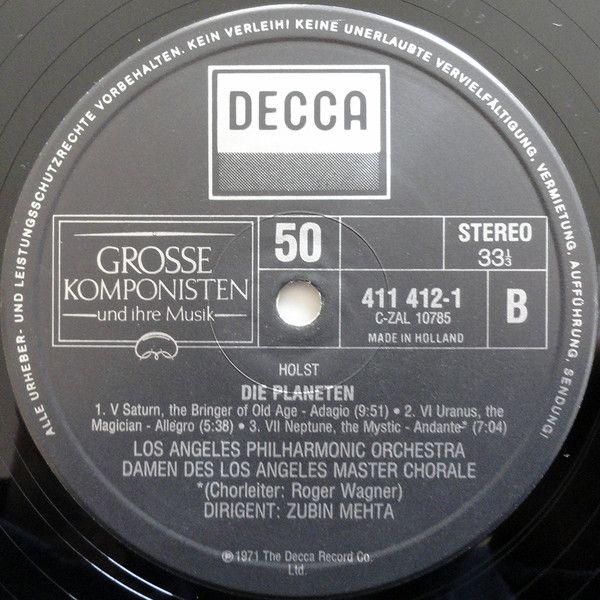 ALLE URHEBER- UND LEISTUNGSSCHUTZRECHTE VORBEHALTEN. KEIN VERLEIH! KEINE UNERLAUBTE VERVIELFÄLTIGUNG, VERMIETUNG, AUFFÜHRUNG, SENDUNG!
DECCA
GROSSE
KOMPONISTEN
und ihre Musik
50
STEREO
33⅓
411 412-1
C-ZAL 10785
MADE IN HOLLAND
B
HOLST
DIE PLANETEN
1. V Saturn, the Bringer of Old Age - Adagio (9:51) • 2. VI Uranus, the
Magician - Allegro (5:38) • 3. VII Neptune, the Mystic - Andante* (7:04)
LOS ANGELES PHILHARMONIC ORCHESTRA
DAMEN DES LOS ANGELES MASTER CHORALE
*(Chorleiter: Roger Wagner)
DIRIGENT: ZUBIN MEHTA
℗1971 The Decca Record Co.
Ltd.